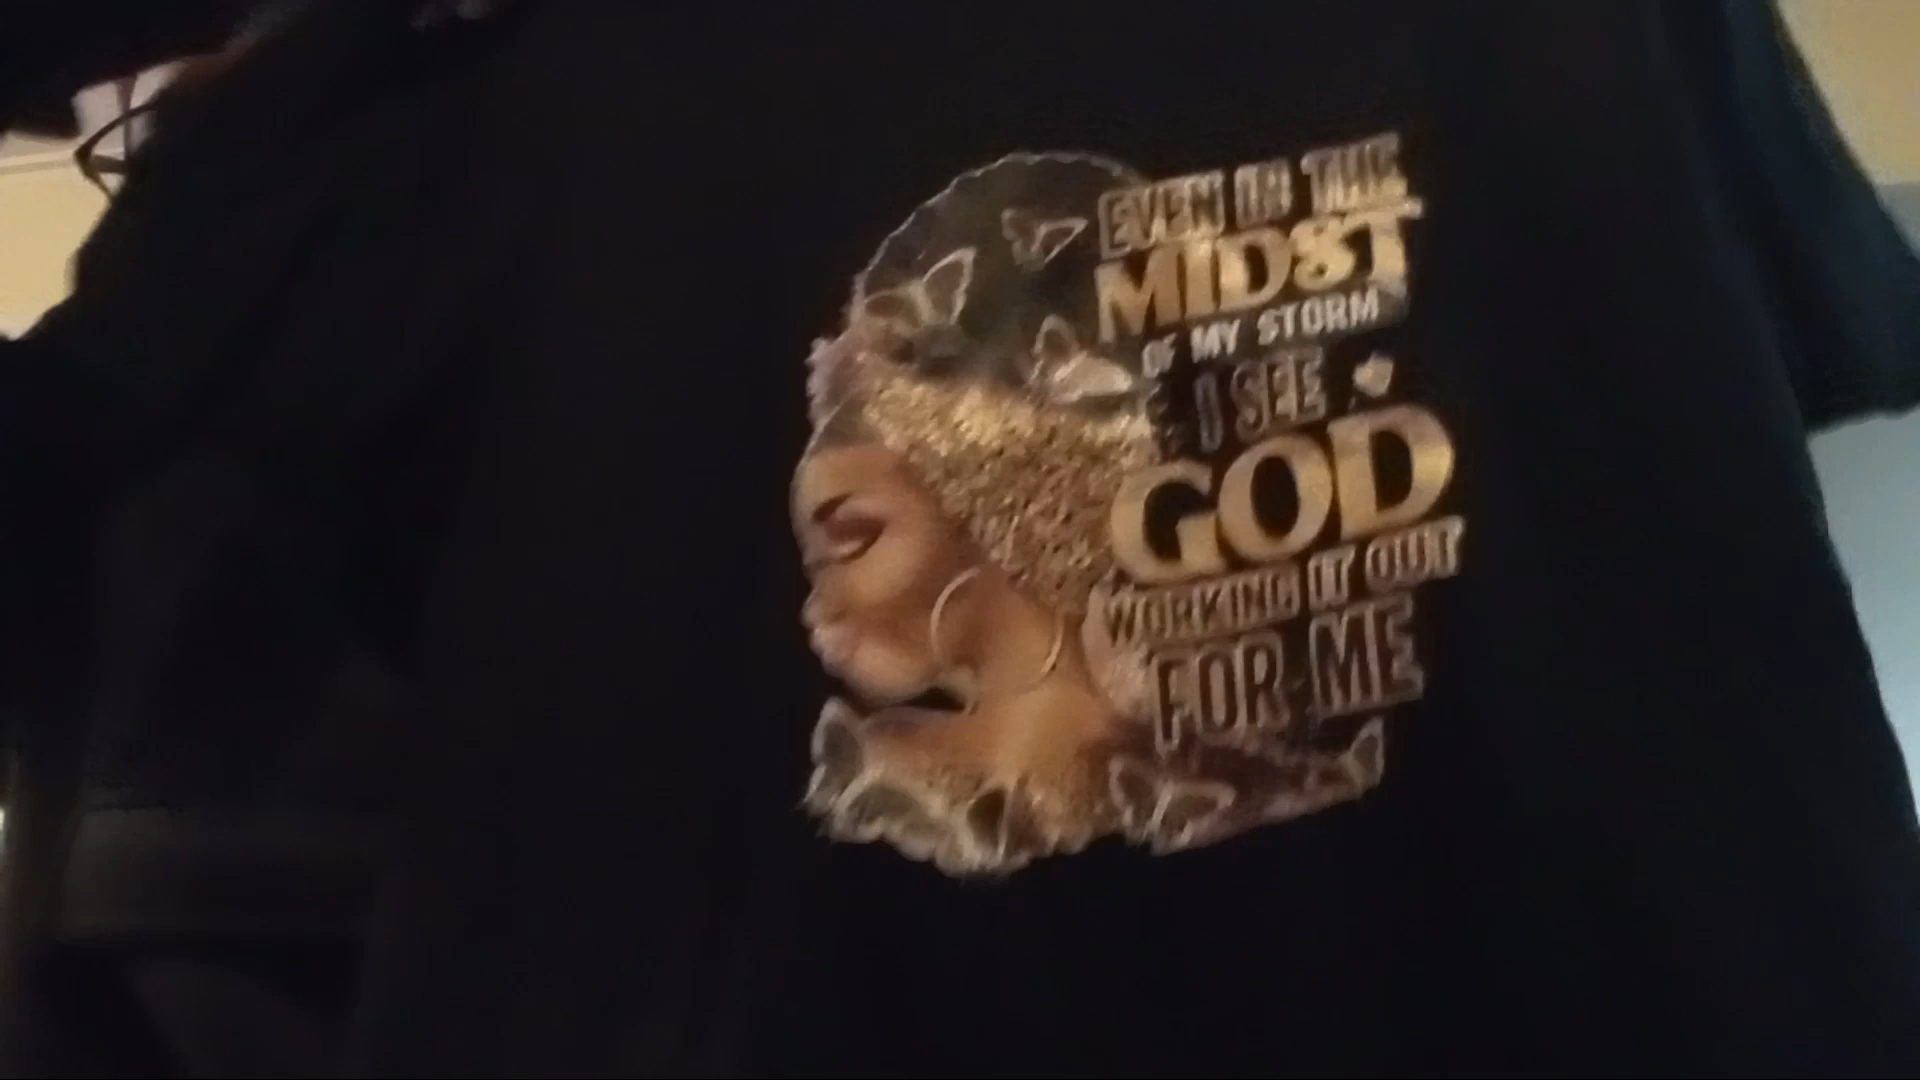 EVEN IN THE
MIDST
OF MY STORM
I SEE
GOD
WORKING IT OUT
FOR ME